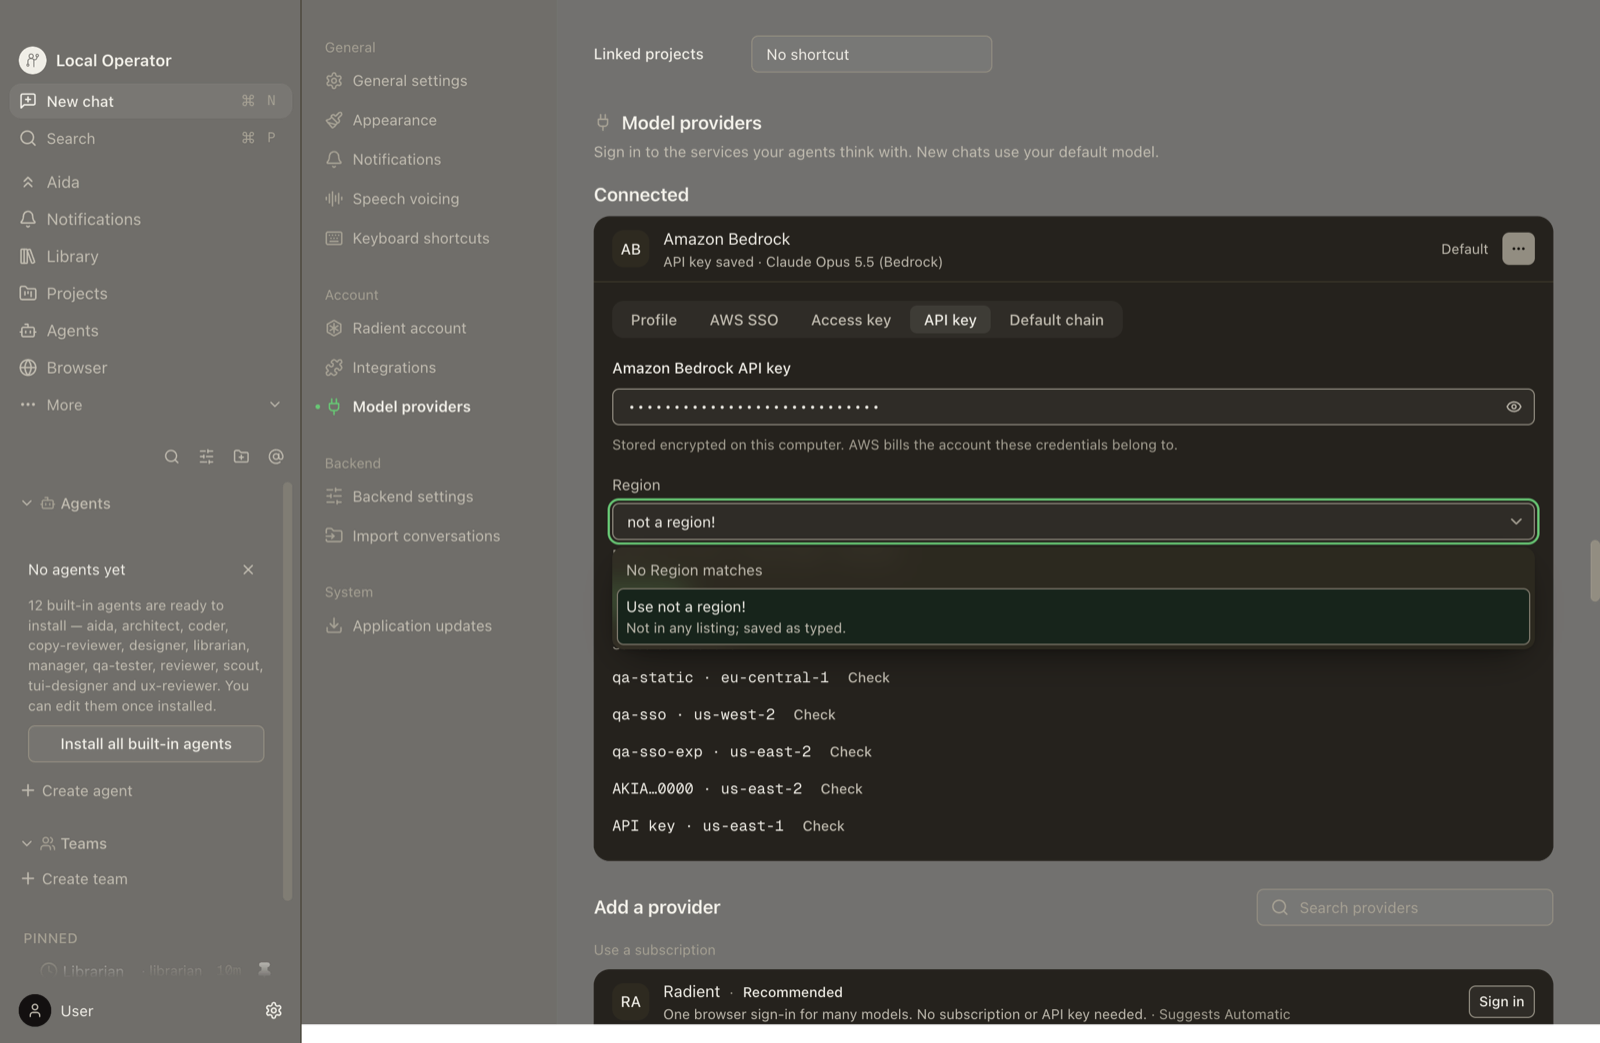 Local Operator
New chat ⌘ N
Search ⌘ P
Aida
Notifications
Library
Projects
Agents
Browser
More
Agents
No agents yet
12 built-in agents are ready to
install — aida, architect, coder,
copy-reviewer, designer, librarian,
manager, qa-tester, reviewer, scout,
tui-designer and ux-reviewer. You
can edit them once installed.
Install all built-in agents
Create agent
Teams
Create team
PINNED
Librarian · librarian 10m
User
General
General settings
Appearance
Notifications
Speech voicing
Keyboard shortcuts
Account
Radient account
Integrations
Model providers
Backend
Backend settings
Import conversations
System
Application updates
Linked projects
No shortcut
Model providers
Sign in to the services your agents think with. New chats use your default model.
Connected
AB
Amazon Bedrock
API key saved · Claude Opus 5.5 (Bedrock)
Default
Profile AWS SSO Access key API key Default chain
Amazon Bedrock API key
Stored encrypted on this computer. AWS bills the account these credentials belong to.
Region
not a region!
No Region matches
Use not a region!
Not in any listing; saved as typed.
qa-static · eu-central-1 Check
qa-sso · us-west-2 Check
qa-sso-exp · us-east-2 Check
AKIA…0000 · us-east-2 Check
API key · us-east-1 Check
Add a provider
Search providers
Use a subscription
RA
Radient · Recommended
One browser sign-in for many models. No subscription or API key needed. · Suggests Automatic
Sign in